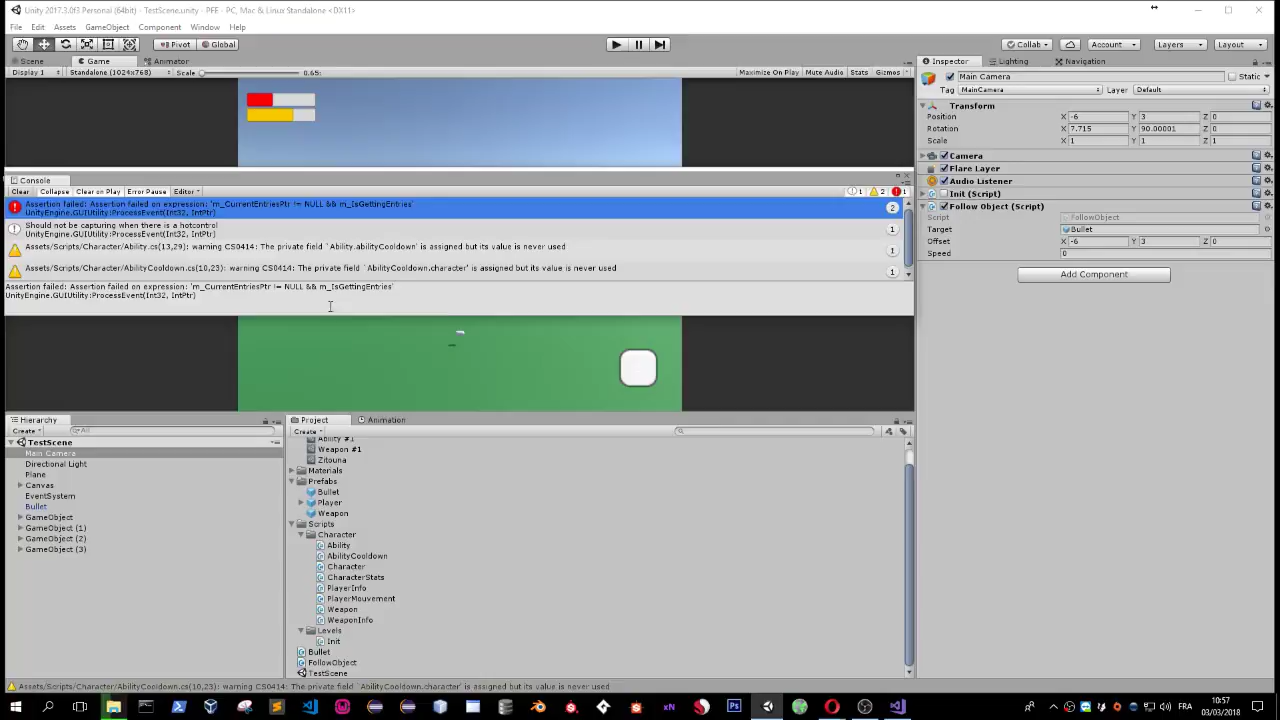 Unity 2017.3.0f3 Personal (64bit) - TestScene.unity - PFE - PC, Mac & Linux Standalone <DX11>
File Edit Assets GameObject Component Window Help
Pivot Global Collab Account Layers Layout
Scene Game Animator
Display 1 Standalone (1024x768) Scale 0.65x Maximize On Play Mute Audio Stats Gizmos
Console
Clear Collapse Clear on Play Error Pause Editor 1 2 1
Assertion failed: Assertion failed on expression: 'm_CurrentEntriesPtr != NULL && m_IsGettingEntries'
UnityEngine.GUIUtility:ProcessEvent(Int32, IntPtr)
2
Should not be capturing when there is a hotcontrol
UnityEngine.GUIUtility:ProcessEvent(Int32, IntPtr)
1
Assets/Scripts/Character/Ability.cs(13,29): warning CS0414: The private field `Ability.abilityCooldown' is assigned but its value is never used
1
Assets/Scripts/Character/AbilityCooldown.cs(10,23): warning CS0414: The private field `AbilityCooldown.character' is assigned but its value is never used
1
Assertion failed: Assertion failed on expression: 'm_CurrentEntriesPtr != NULL && m_IsGettingEntries'
UnityEngine.GUIUtility:ProcessEvent(Int32, IntPtr)
Hierarchy
Create All
TestScene
Main Camera
Directional Light
Plane
Canvas
EventSystem
Bullet
GameObject
GameObject (1)
GameObject (2)
GameObject (3)
Project Animation
Create
Ability #1
Weapon #1
Zitouna
Materials
Prefabs
Bullet
Player
Weapon
Scripts
Character
Ability
AbilityCooldown
Character
CharacterStats
PlayerInfo
PlayerMouvement
Weapon
WeaponInfo
Levels
Init
Bullet
FollowObject
TestScene
Inspector Lighting Navigation
Main Camera Static
Tag MainCamera Layer Default
Transform
Position X -6 Y 3 Z 0
Rotation X 7.715 Y 90.00001 Z 0
Scale X 1 Y 1 Z 1
Camera
Flare Layer
Audio Listener
Init (Script)
Follow Object (Script)
Script FollowObject
Target Bullet
Offset X -6 Y 3 Z 0
Speed 0
Add Component
Assets/Scripts/Character/AbilityCooldown.cs(10,23): warning CS0414: The private field `AbilityCooldown.character' is assigned but its value is never used
FRA
10:57
03/03/2018